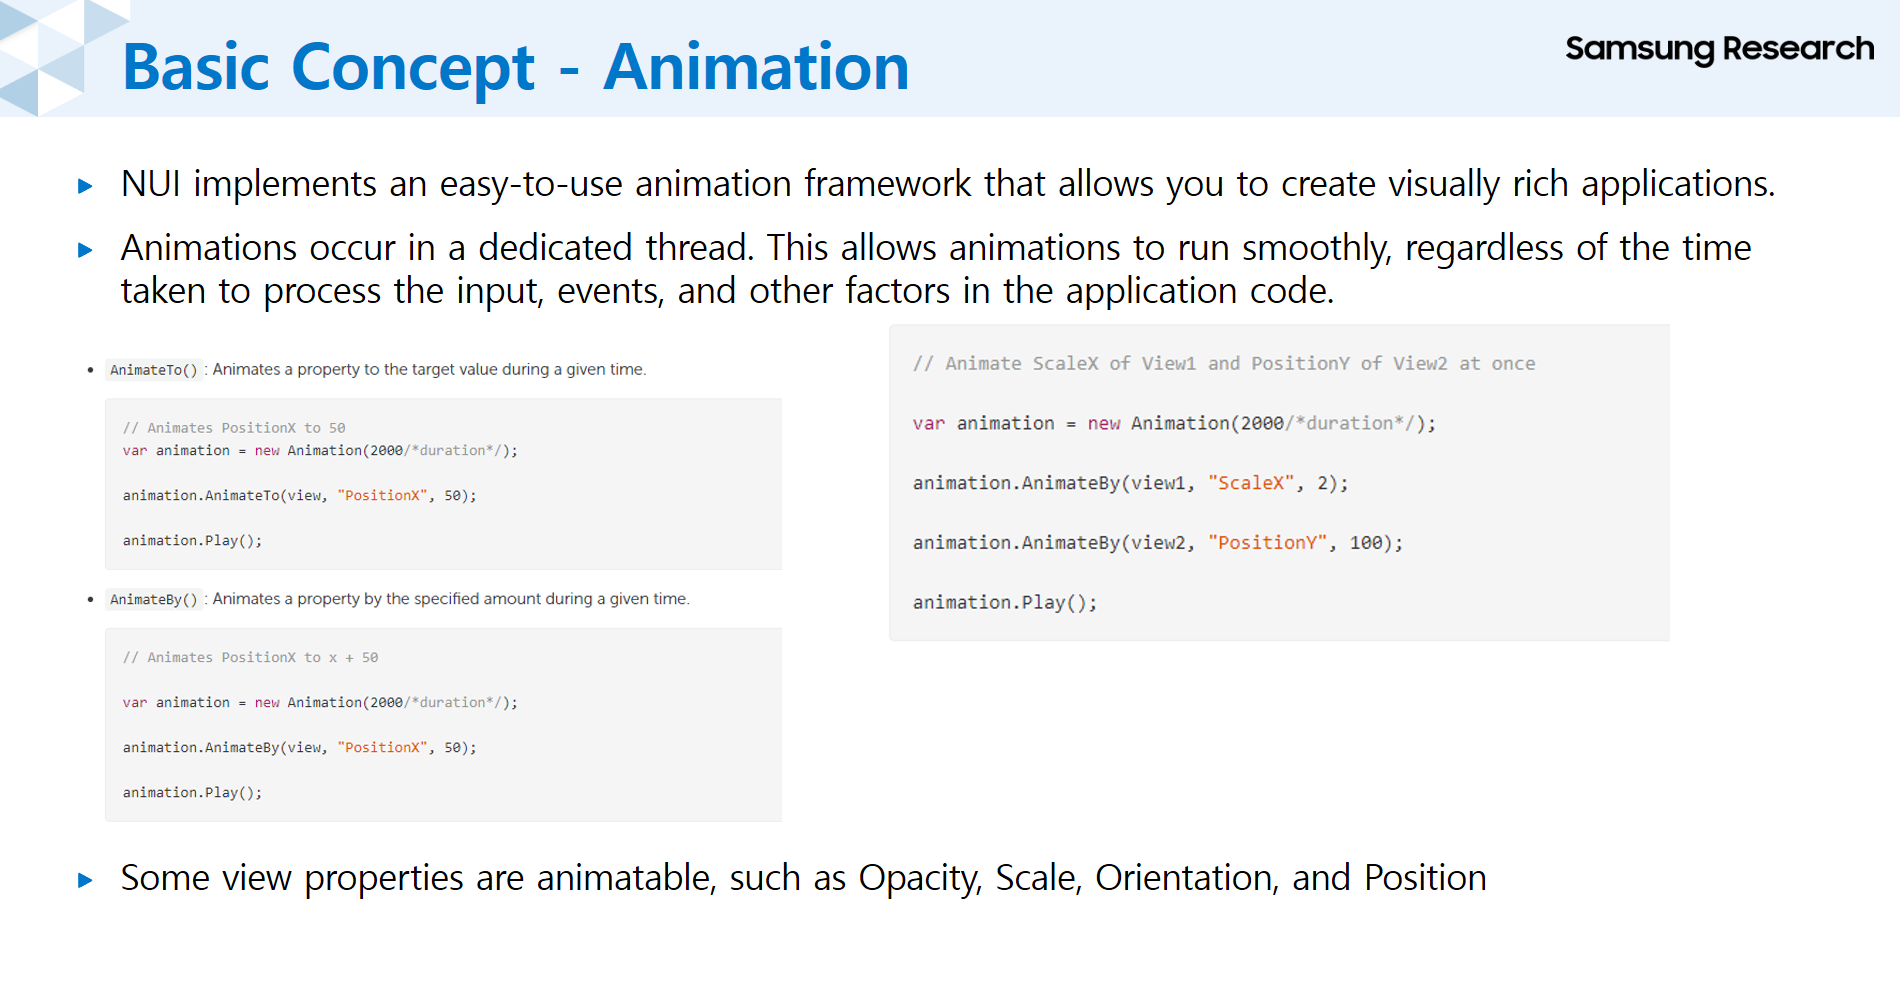 Basic Concept - Animation
Samsung Research
NUI implements an easy-to-use animation framework that allows you to create visually rich applications.
Animations occur in a dedicated thread. This allows animations to run smoothly, regardless of the time
taken to process the input, events, and other factors in the application code.
AnimateTo() : Animates a property to the target value during a given time.
// Animates PositionX to 50
var animation = new Animation(2000/*duration*/);
animation.AnimateTo(view, "PositionX", 50);
animation.Play();
AnimateBy() : Animates a property by the specified amount during a given time.
// Animates PositionX to x + 50
var animation = new Animation(2000/*duration*/);
animation.AnimateBy(view, "PositionX", 50);
animation.Play();
// Animate ScaleX of View1 and PositionY of View2 at once
var animation = new Animation(2000/*duration*/);
animation.AnimateBy(view1, "ScaleX", 2);
animation.AnimateBy(view2, "PositionY", 100);
animation.Play();
Some view properties are animatable, such as Opacity, Scale, Orientation, and Position